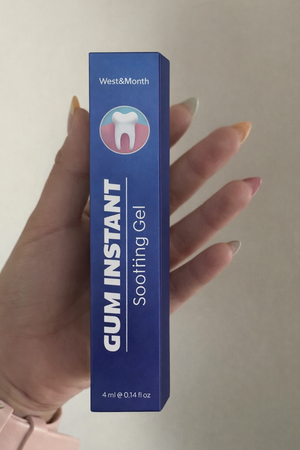 West&Month
GUM INSTANT
Soothing Gel
4 ml @ 0.14 fl oz